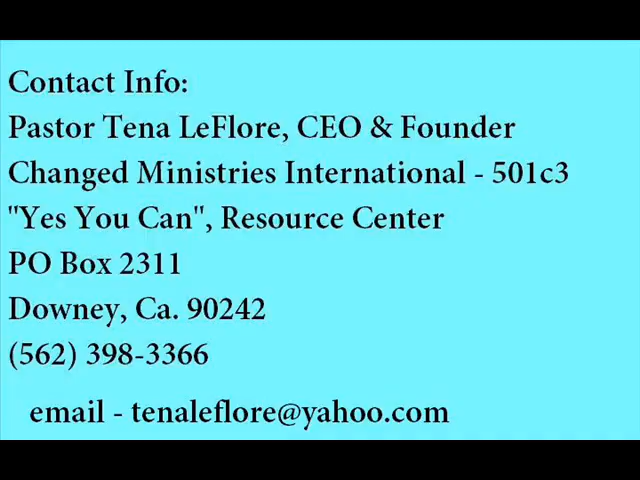 Contact Info:
Pastor Tena LeFlore, CEO & Founder
Changed Ministries International - 501c3
"Yes You Can", Resource Center
PO Box 2311
Downey, Ca. 90242
(562) 398-3366
email - tenaleflore@yahoo.com